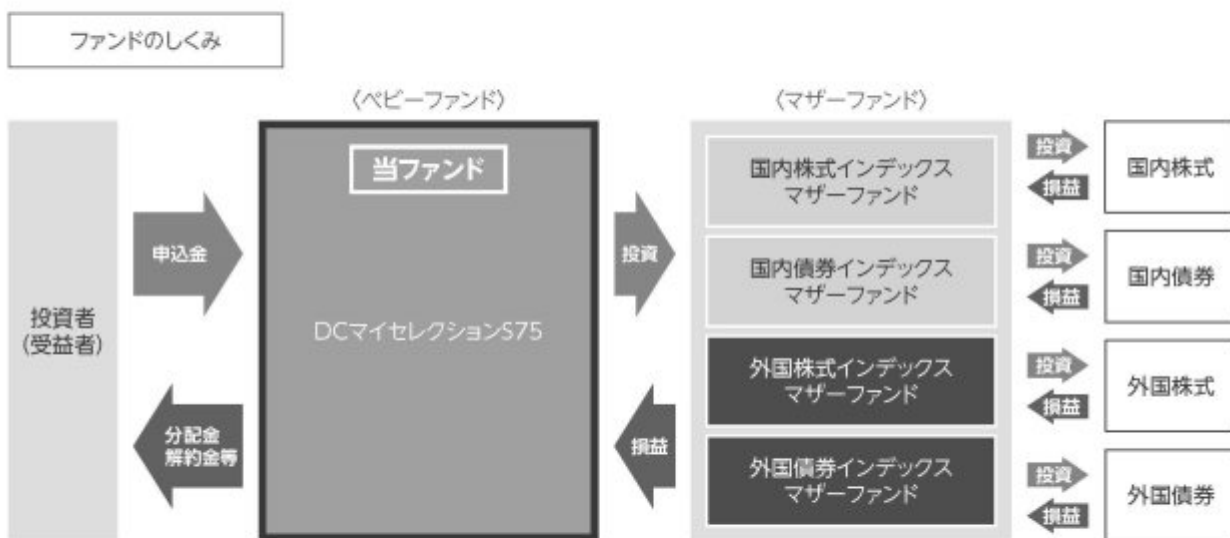 ファンドのしくみ
〈ベビーファンド〉
〈マザーファンド〉
投資者
(受益者)
申込金
分配金
解約金等
当ファンド
DCマイセレクションS75
投資
損益
国内株式インデックス
マザーファンド
国内債券インデックス
マザーファンド
外国株式インデックス
マザーファンド
外国債券インデックス
マザーファンド
投資
損益
国内株式
投資
損益
国内債券
投資
損益
外国株式
投資
損益
外国債券